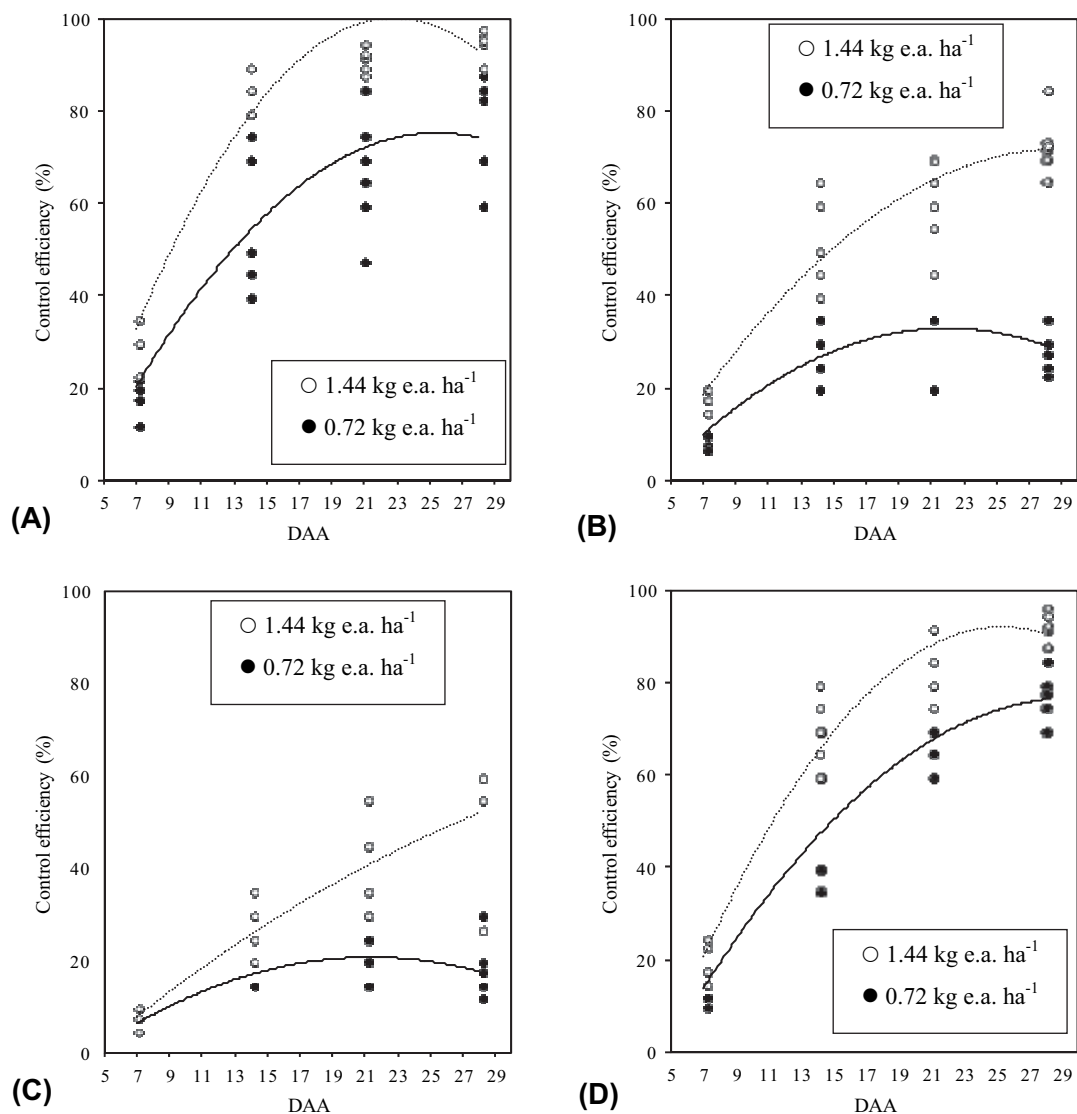 100
80
60
40
20
0
Control efficiency (%)
○ 1.44 kg e.a. ha⁻¹
● 0.72 kg e.a. ha⁻¹
5 7 9 11 13 15 17 19 21 23 25 27 29
DAA
(A)
100
80
60
40
20
0
Control efficiency (%)
○ 1.44 kg e.a. ha⁻¹
● 0.72 kg e.a. ha⁻¹
5 7 9 11 13 15 17 19 21 23 25 27 29
DAA
(B)
100
80
60
40
20
0
Control efficiency (%)
○ 1.44 kg e.a. ha⁻¹
● 0.72 kg e.a. ha⁻¹
5 7 9 11 13 15 17 19 21 23 25 27 29
DAA
(C)
100
80
60
40
20
0
Control efficiency (%)
○ 1.44 kg e.a. ha⁻¹
● 0.72 kg e.a. ha⁻¹
5 7 9 11 13 15 17 19 21 23 25 27 29
DAA
(D)